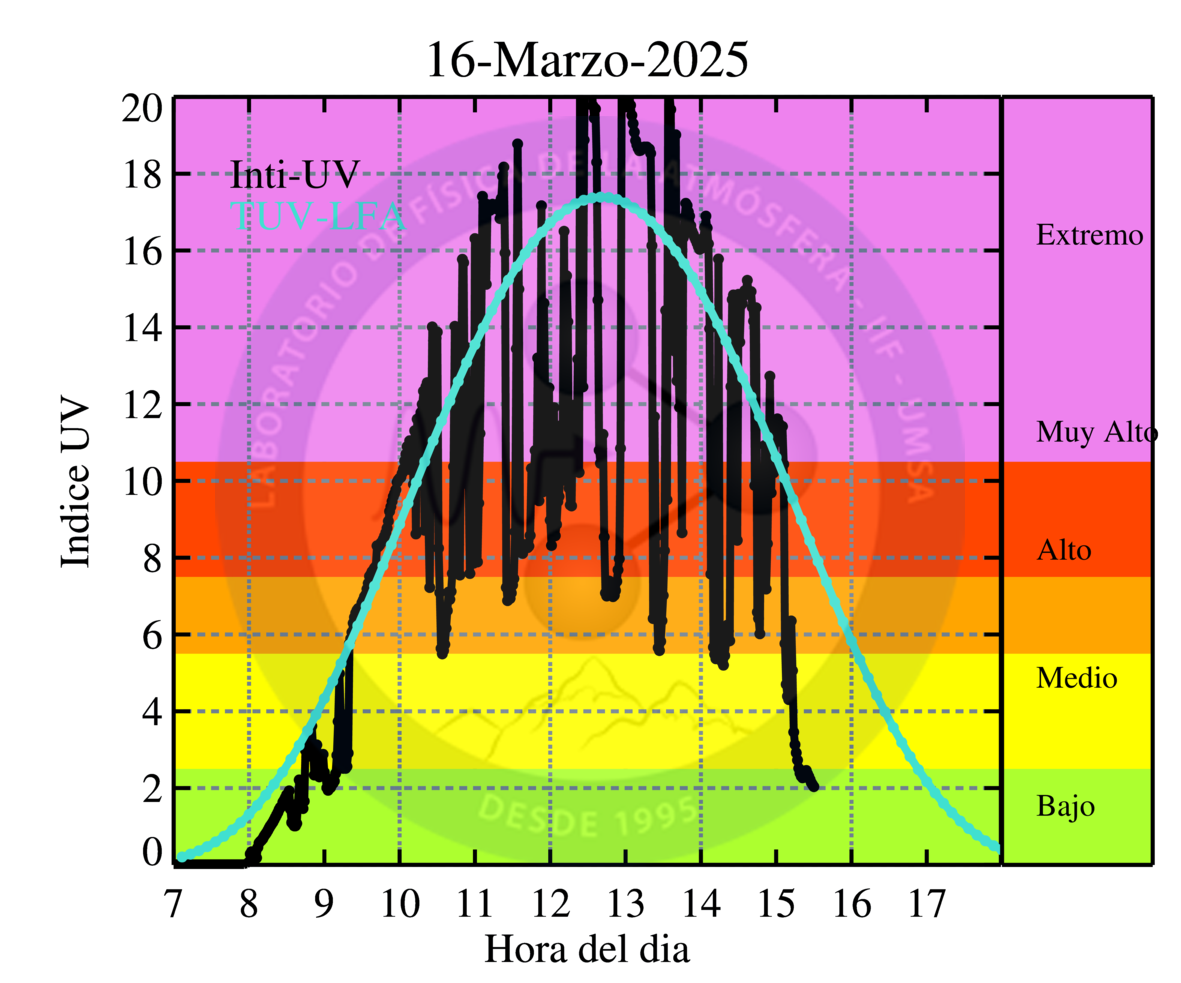 16-Marzo-2025
20
18
16
14
12
10
8
6
4
2
0
Indice UV
Inti-UV
TUV-LFA
LABORATORIO DE FÍSICA DE LA ATMÓSFERA - IIF - UMSA
DESDE 1995
Extremo
Muy Alto
Alto
Medio
Bajo
7 8 9 10 11 12 13 14 15 16 17
Hora del dia